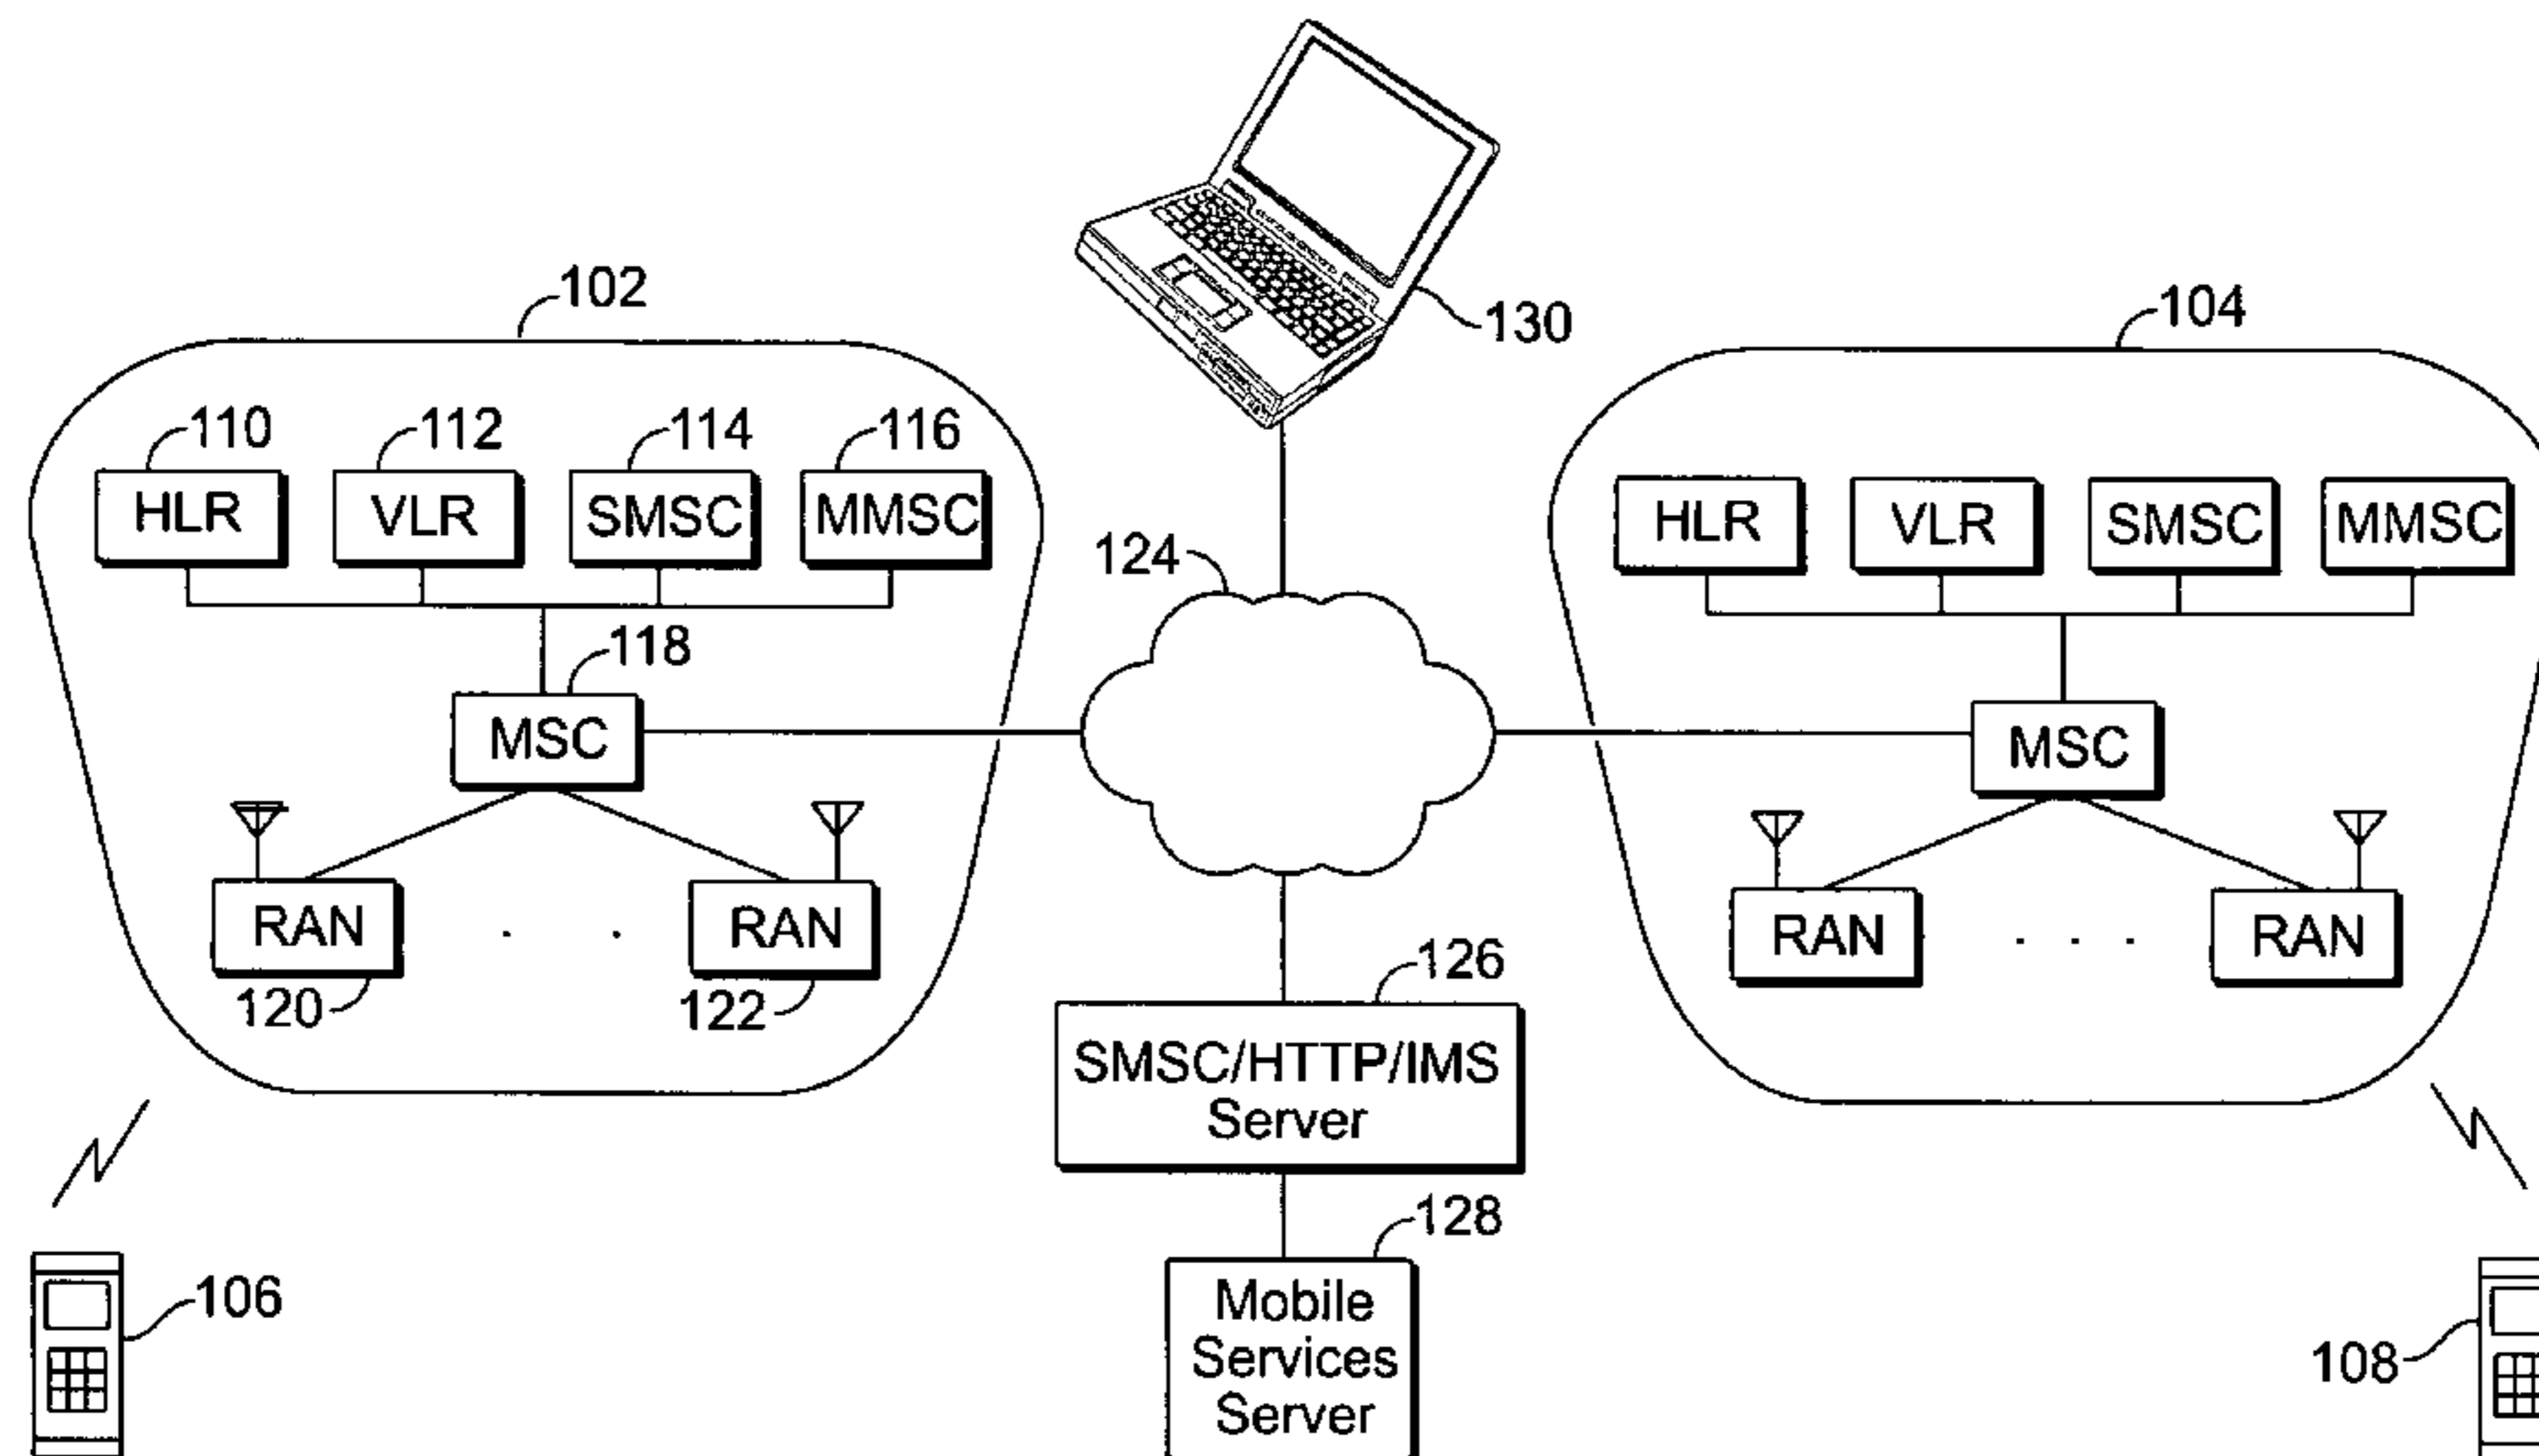 102
130
104
110
112
114
116
HLR
VLR
SMSC
MMSC
124
HLR
VLR
SMSC
MMSC
118
MSC
MSC
RAN
. .
RAN
RAN
. . .
RAN
120
122
126
SMSC/HTTP/IMS
Server
128
106
Mobile
Services
Server
108